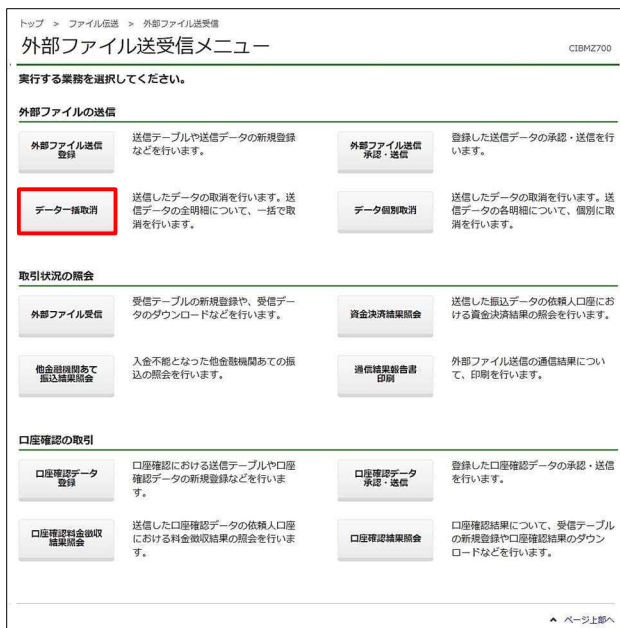 トップ > ファイル伝送 > 外部ファイル送受信
外部ファイル送受信メニュー
CIBMZ700
実行する業務を選択してください。
外部ファイルの送信
外部ファイル送信
登録
送信テーブルや送信データの新規登録
などを行います。
外部ファイル送信
承認・送信
登録した送信データの承認・送信を行
います。
データ一括取消
送信したデータの取消を行います。送
信データの全明細について、一括で取
消を行います。
データ個別取消
送信したデータの取消を行います。送
信データの各明細について、個別に取
消を行います。
取引状況の照会
外部ファイル受信
受信テーブルの新規登録や、受信デー
タのダウンロードなどを行います。
資金決済結果照会
送信した振込データの依頼人口座にお
ける資金決済結果の照会を行います。
他金融機関あて
振込結果照会
入金不能となった他金融機関あての振
込の照会を行います。
通信結果報告書
印刷
外部ファイル送信の通信結果につい
て、印刷を行います。
口座確認の取引
口座確認データ
登録
口座確認における送信テーブルや口座
確認データの新規登録などを行いま
す。
口座確認データ
承認・送信
登録した口座確認データの承認・送信
を行います。
口座確認料金徴収
結果照会
送信した口座確認データの依頼人口座
における料金徴収結果の照会を行いま
す。
口座確認結果照会
口座確認結果について、受信テーブル
の新規登録や口座確認結果のダウン
ロードなどを行います。
ページ上部へ